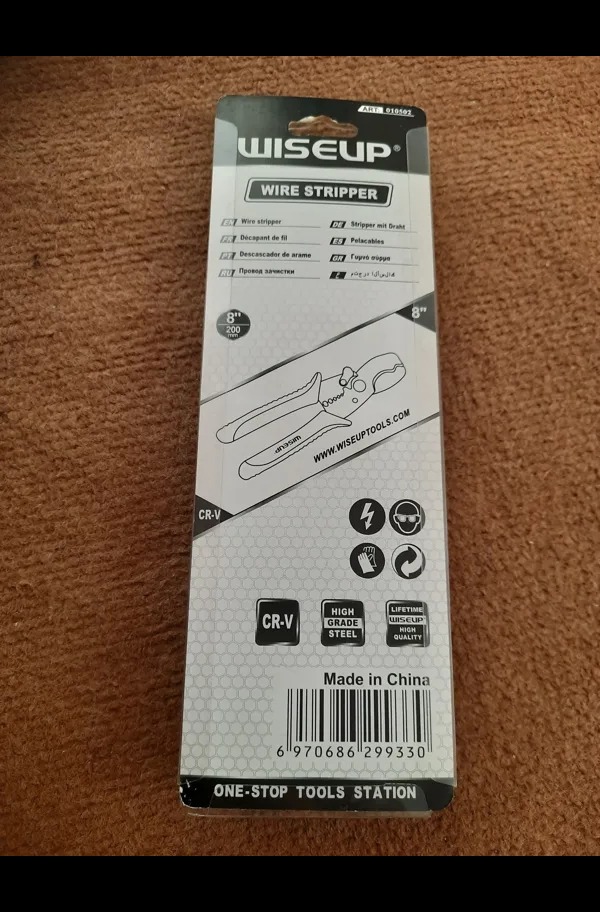 ART. 010502
WISEUP®
WIRE STRIPPER
EN Wire stripper
DE Stripper mit Draht
FR Décapant de fil
ES Pelacables
PT Descascador de arame
GR Γυμνό σύρμα
RU Провод зачистки
8"
200
mm
8"
WISEUP
WWW.WISEUPTOOLS.COM
CR-V
CR-V
HIGH
GRADE
STEEL
LIFETIME
WISEUP
HIGH
QUALITY
Made in China
6 970686 299330
ONE-STOP TOOLS STATION